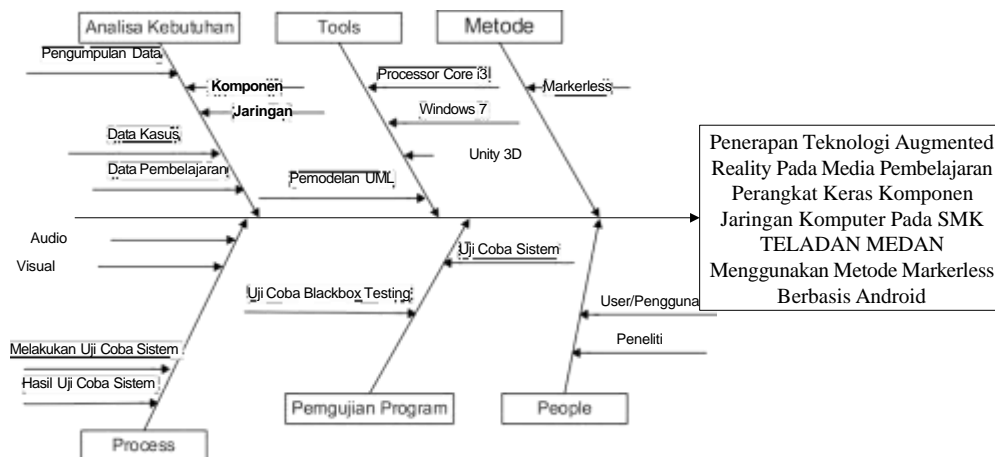 Analisa Kebutuhan
Tools
Metode
Pengumpulan Data
Komponen
Jaringan
Data Kasus
Data Pembelajaran
Processor Core i3I
Windows 7
Unity 3D
Pemodelan UML
Markerless
Penerapan Teknologi Augmented
Reality Pada Media Pembelajaran
Perangkat Keras Komponen
Jaringan Komputer Pada SMK
TELADAN MEDAN
Menggunakan Metode Markerless
Berbasis Android
Audio
Visual
Melakukan Uji Coba Sistem
Hasil Uji Coba Sistem
Uji Coba Sistem
Uji Coba Blackbox Testing
User/Pengguna
Peneliti
Process
Pemgujian Program
People